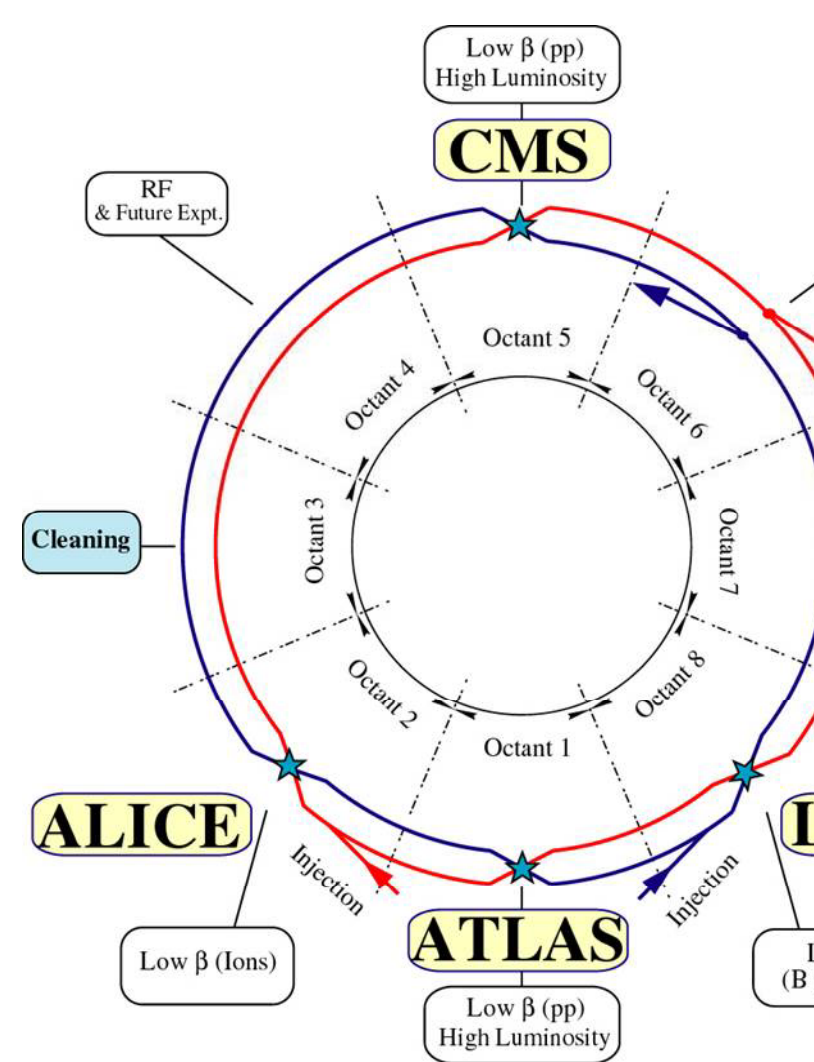 Low β (pp)
High Luminosity
CMS
RF
& Future Expt.
Octant 5
Octant 4
Octant 6
Cleaning
Octant 3
Octant 7
Octant 2
Octant 8
Octant 1
ALICE
Injection
Injection
ATLAS
Low β (Ions)
(B
Low β (pp)
High Luminosity